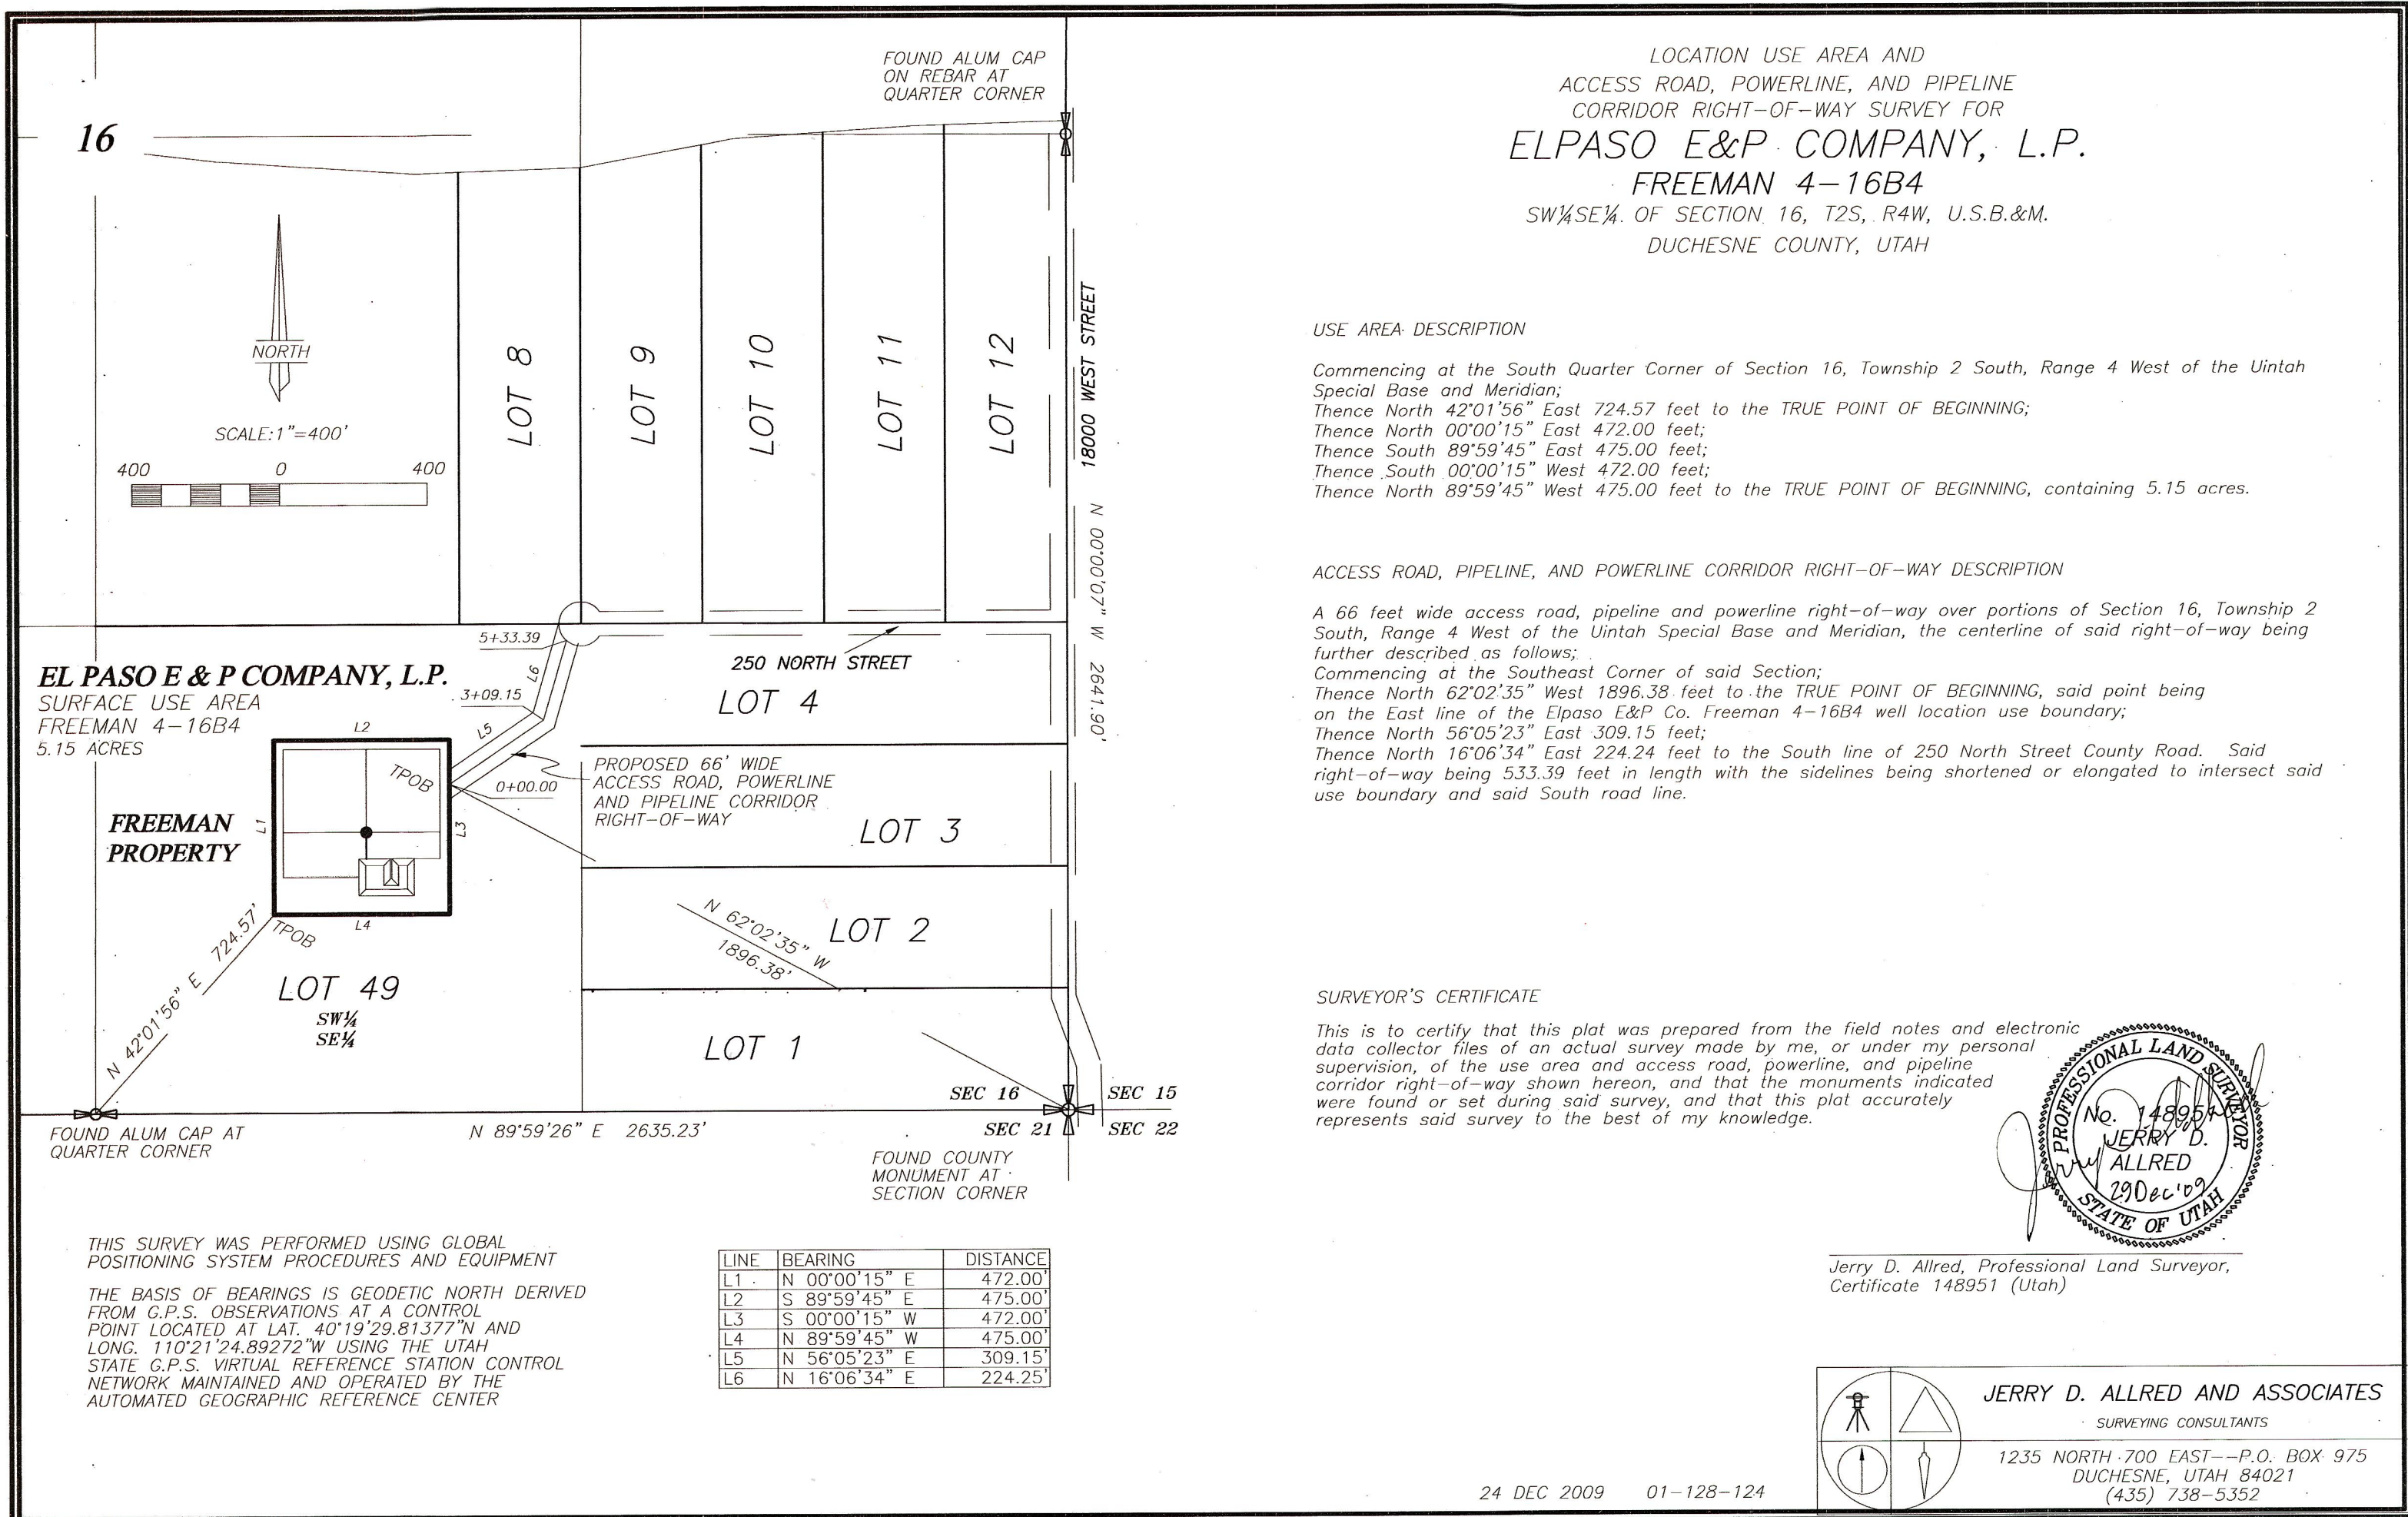 FOUND ALUM CAP
ON REBAR AT
QUARTER CORNER
16
NORTH
SCALE:1"=400'
400 0 400
LOT 8
LOT 9
LOT 10
LOT 11
LOT 12
18000 WEST STREET
N 00°00'07" W 2641.90'
5+33.39
L6
250 NORTH STREET
EL PASO E & P COMPANY, L.P.
SURFACE USE AREA
FREEMAN 4-16B4
5.15 ACRES
3+09.15
LOT 4
L2
L5
TPOB
0+00.00
PROPOSED 66' WIDE
ACCESS ROAD, POWERLINE
AND PIPELINE CORRIDOR
RIGHT-OF-WAY
FREEMAN
PROPERTY
L1
L3
LOT 3
L4
TPOB
N 62°02'35" W
1896.38'
LOT 2
N 42°01'56" E 724.57'
LOT 49
SW¼
SE¼
LOT 1
SEC 16 SEC 15
SEC 21 SEC 22
FOUND ALUM CAP AT
QUARTER CORNER
N 89°59'26" E 2635.23'
FOUND COUNTY
MONUMENT AT
SECTION CORNER
THIS SURVEY WAS PERFORMED USING GLOBAL
POSITIONING SYSTEM PROCEDURES AND EQUIPMENT
THE BASIS OF BEARINGS IS GEODETIC NORTH DERIVED
FROM G.P.S. OBSERVATIONS AT A CONTROL
POINT LOCATED AT LAT. 40°19'29.81377"N AND
LONG. 110°21'24.89272"W USING THE UTAH
STATE G.P.S. VIRTUAL REFERENCE STATION CONTROL
NETWORK MAINTAINED AND OPERATED BY THE
AUTOMATED GEOGRAPHIC REFERENCE CENTER
LINE BEARING DISTANCE
L1 N 00°00'15" E 472.00'
L2 S 89°59'45" E 475.00'
L3 S 00°00'15" W 472.00'
L4 N 89°59'45" W 475.00'
L5 N 56°05'23" E 309.15'
L6 N 16°06'34" E 224.25'
LOCATION USE AREA AND
ACCESS ROAD, POWERLINE, AND PIPELINE
CORRIDOR RIGHT-OF-WAY SURVEY FOR
ELPASO E&P COMPANY, L.P.
FREEMAN 4-16B4
SW¼SE¼ OF SECTION 16, T2S, R4W, U.S.B.&M.
DUCHESNE COUNTY, UTAH
USE AREA DESCRIPTION
Commencing at the South Quarter Corner of Section 16, Township 2 South, Range 4 West of the Uintah
Special Base and Meridian;
Thence North 42°01'56" East 724.57 feet to the TRUE POINT OF BEGINNING;
Thence North 00°00'15" East 472.00 feet;
Thence South 89°59'45" East 475.00 feet;
Thence South 00°00'15" West 472.00 feet;
Thence North 89°59'45" West 475.00 feet to the TRUE POINT OF BEGINNING, containing 5.15 acres.
ACCESS ROAD, PIPELINE, AND POWERLINE CORRIDOR RIGHT-OF-WAY DESCRIPTION
A 66 feet wide access road, pipeline and powerline right-of-way over portions of Section 16, Township 2
South, Range 4 West of the Uintah Special Base and Meridian, the centerline of said right-of-way being
further described as follows;
Commencing at the Southeast Corner of said Section;
Thence North 62°02'35" West 1896.38 feet to the TRUE POINT OF BEGINNING, said point being
on the East line of the Elpaso E&P Co. Freeman 4-16B4 well location use boundary;
Thence North 56°05'23" East 309.15 feet;
Thence North 16°06'34" East 224.24 feet to the South line of 250 North Street County Road. Said
right-of-way being 533.39 feet in length with the sidelines being shortened or elongated to intersect said
use boundary and said South road line.
SURVEYOR'S CERTIFICATE
This is to certify that this plat was prepared from the field notes and electronic
data collector files of an actual survey made by me, or under my personal
supervision, of the use area and access road, powerline, and pipeline
corridor right-of-way shown hereon, and that the monuments indicated
were found or set during said survey, and that this plat accurately
represents said survey to the best of my knowledge.
PROFESSIONAL LAND SURVEYOR
No. 148951
JERRY D.
ALLRED
29 Dec '09
STATE OF UTAH
Jerry D. Allred, Professional Land Surveyor,
Certificate 148951 (Utah)
JERRY D. ALLRED AND ASSOCIATES
SURVEYING CONSULTANTS
1235 NORTH 700 EAST--P.O. BOX 975
DUCHESNE, UTAH 84021
(435) 738-5352
24 DEC 2009 01-128-124